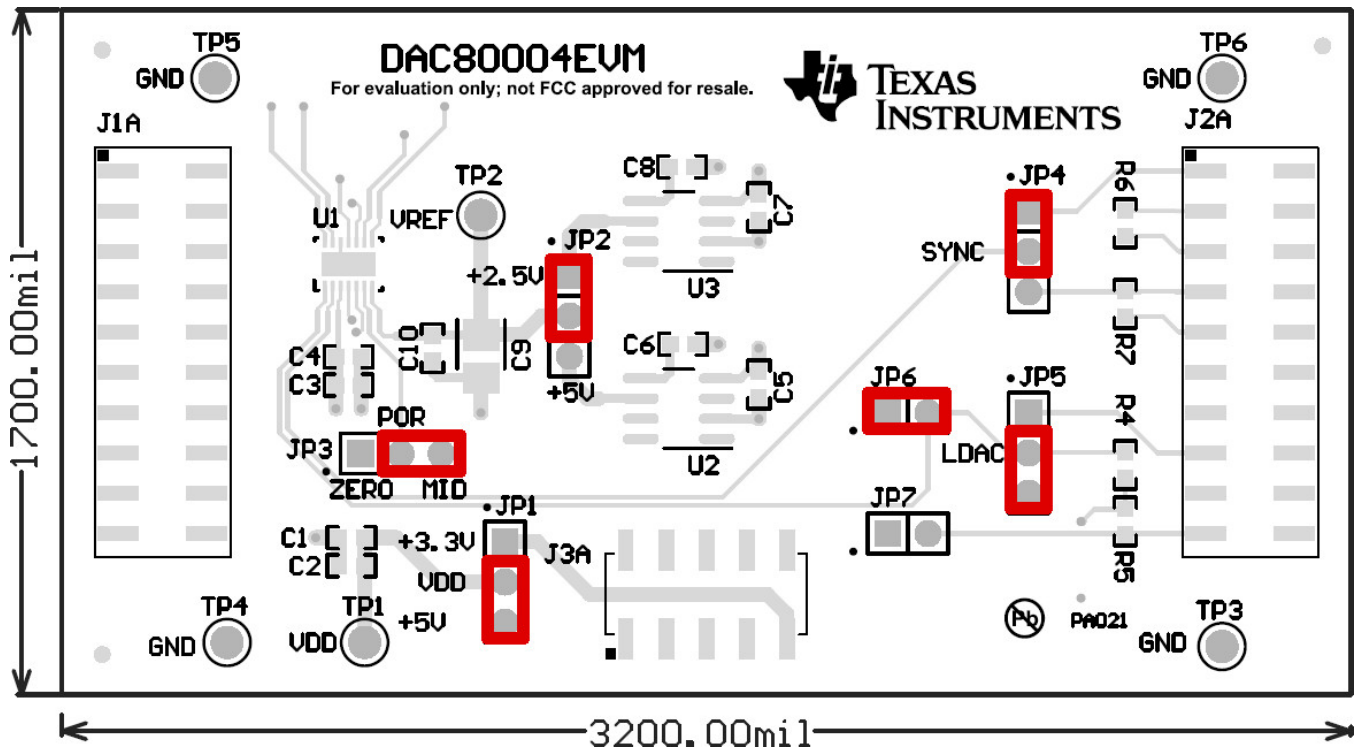 TP5
GND
DAC80004EVM
For evaluation only; not FCC approved for resale.
TEXAS
INSTRUMENTS
TP6
GND
J1A
J2A
U1
TP2
VREF
C8
C7
U3
JP2
+2.5V
+5V
JP4
SYNC
R6
R7
C10
C9
C4
C3
C6
C5
U2
JP6
JP5
LDAC
R4
POR
JP3
ZERO
MID
JP7
R5
JP1
+3.3V
VDD
+5V
C1
C2
J3A
TP4
GND
TP1
VDD
Pb
PA021
TP3
GND
1700.00mil
3200.00mil